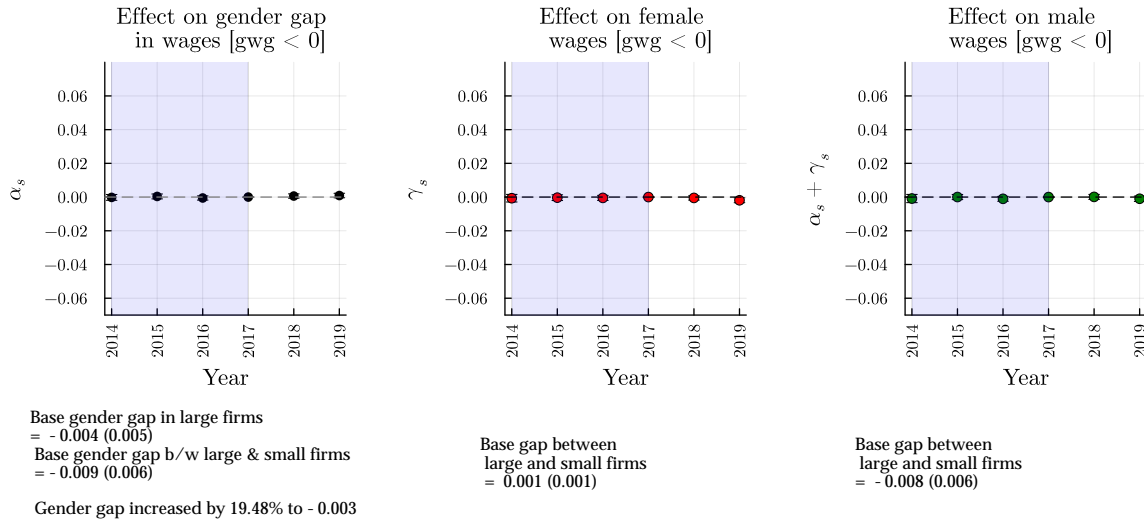 Effect on gender gap
in wages [gwg < 0]
0.06
0.04
0.02
0.00
−0.02
−0.04
−0.06
α_s
2014
2015
2016
2017
2018
2019
Year
Base gender gap in large firms
= - 0.004 (0.005)
Base gender gap b/w large & small firms
= - 0.009 (0.006)
Gender gap increased by 19.48% to - 0.003
Effect on female
wages [gwg < 0]
0.06
0.04
0.02
0.00
−0.02
−0.04
−0.06
γ_s
2014
2015
2016
2017
2018
2019
Year
Base gap between
large and small firms
= 0.001 (0.001)
Effect on male
wages [gwg < 0]
0.06
0.04
0.02
0.00
−0.02
−0.04
−0.06
α_s + γ_s
2014
2015
2016
2017
2018
2019
Year
Base gap between
large and small firms
= - 0.008 (0.006)